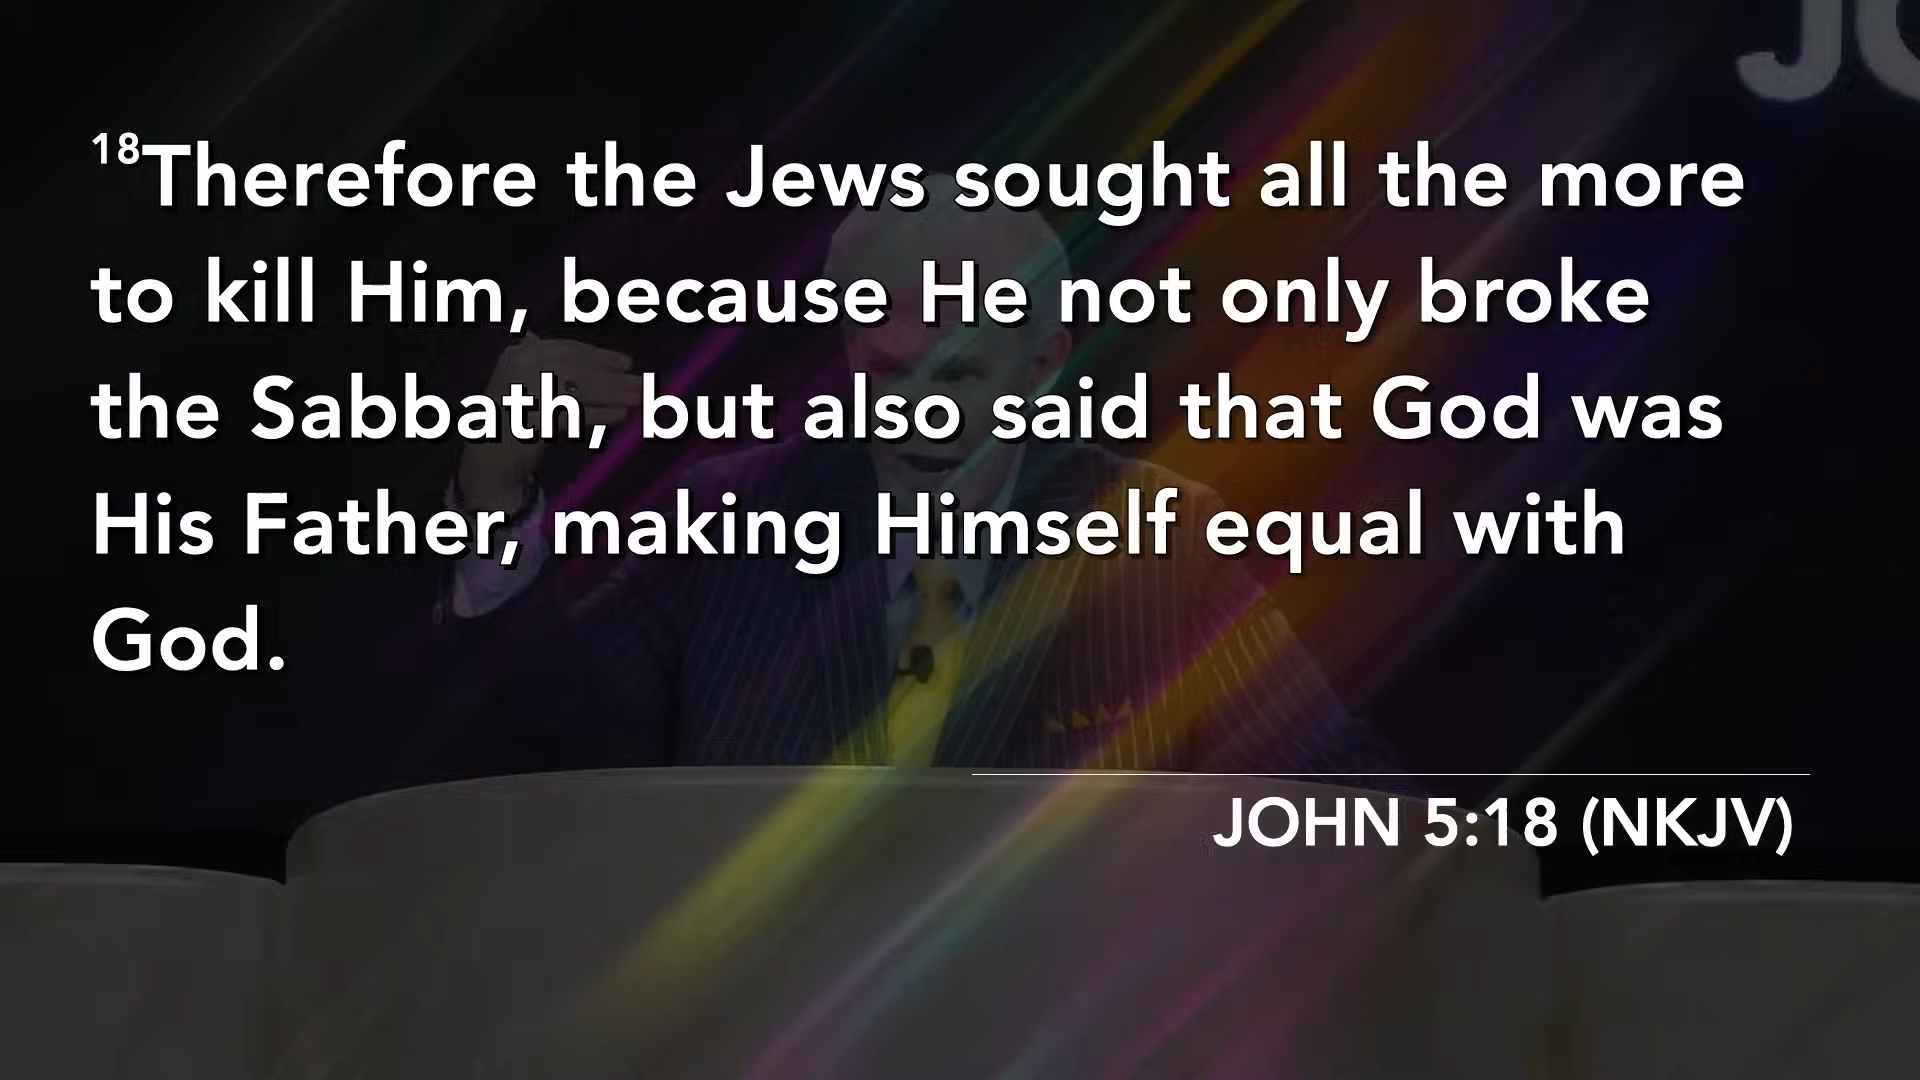 JO
18Therefore the Jews sought all the more
to kill Him, because He not only broke
the Sabbath, but also said that God was
His Father, making Himself equal with
God.
JOHN 5:18 (NKJV)